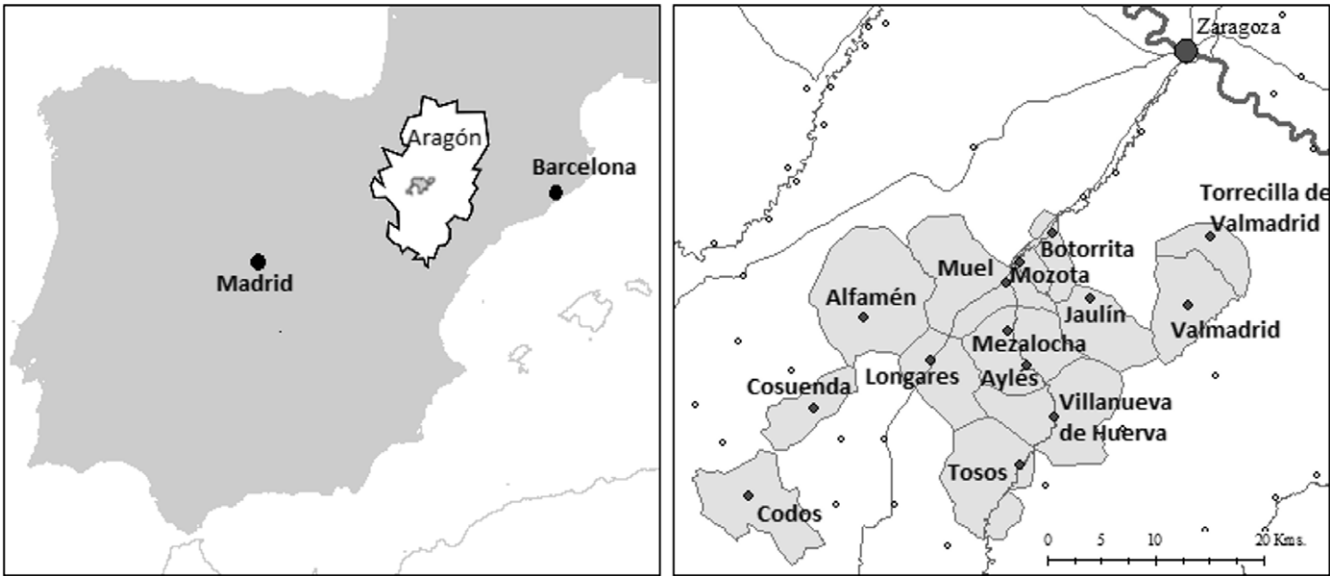 Aragón
Barcelona
Madrid
Zaragoza
Torrecilla de
Valmadrid
Botorrita
Muel
Mozota
Alfamén
Jaulín
Valmadrid
Mezalocha
Cosuenda
Longares
Aylés
Villanueva
de Huerva
Tosos
Codos
0 5 10 20 Kms.